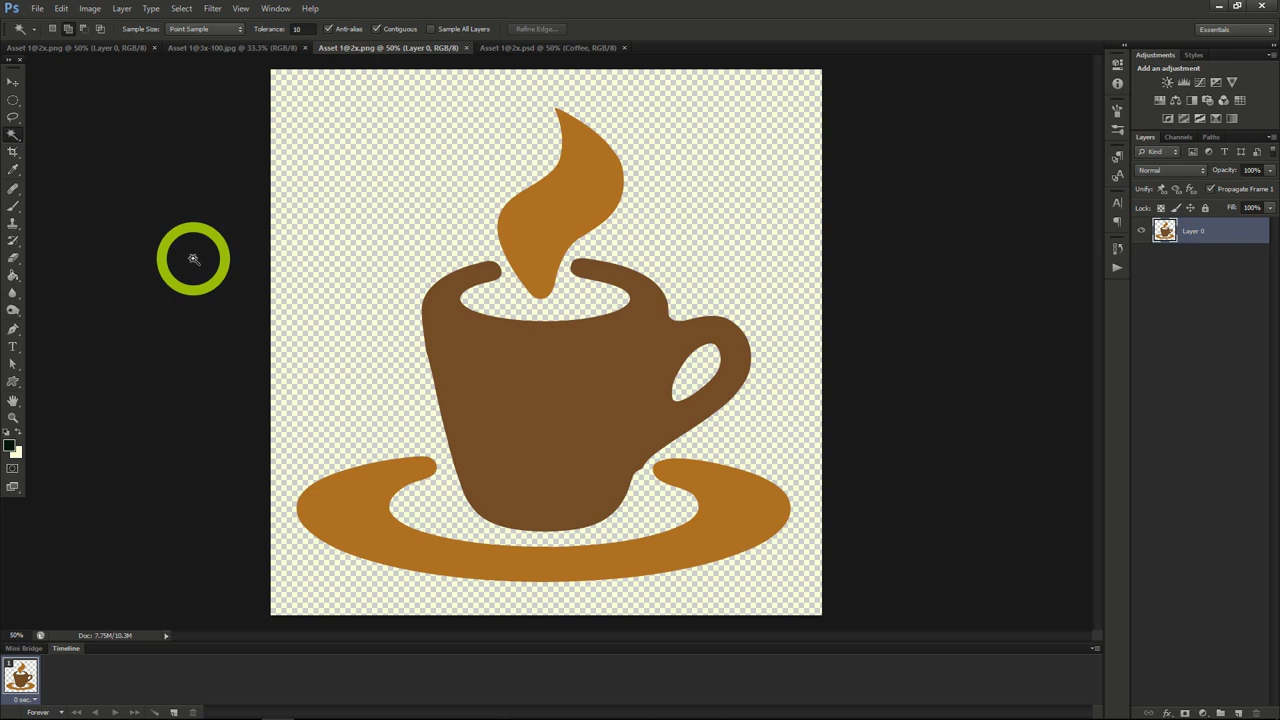 Ps File Edit Image Layer Type Select Filter View Window Help
Sample Size: Point Sample Tolerance: 10 Anti-alias Contiguous Sample All Layers Refine Edge... Essentials
Asset 1@2x.png @ 50% (Layer 0, RGB/8) × Asset 1@3x-100.jpg @ 33.3% (RGB/8) × Asset 1@2x.png @ 50% (Layer 0, RGB/8) × Asset 1@2x.psd @ 50% (Coffee, RGB/8) ×
Adjustments Styles
Add an adjustment
Layers Channels Paths
Kind
Normal Opacity: 100%
Unify: Propagate Frame 1
Lock: Fill: 100%
Layer 0
50% Doc: 7.75M/10.3M
Mini Bridge Timeline
1
0 sec.
Forever